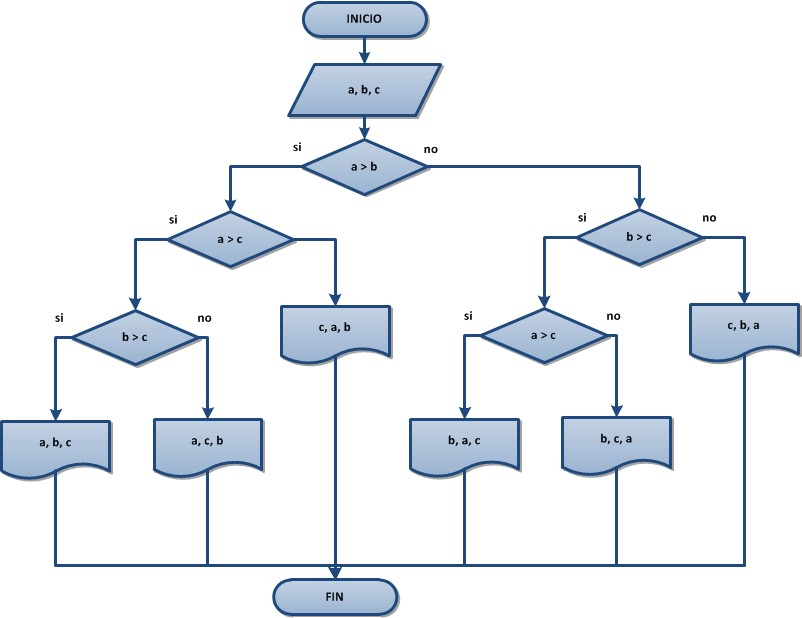 INICIO
a, b, c
si
a > b
no
si
a > c
si
b > c
no
si
b > c
no
c, a, b
si
a > c
no
c, b, a
a, b, c
a, c, b
b, a, c
b, c, a
FIN